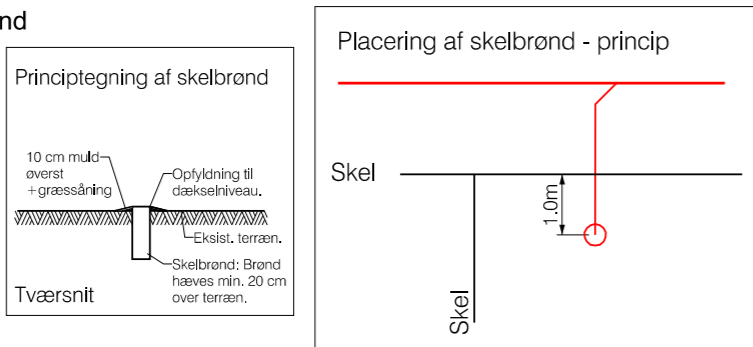 nd
Principtegning af skelbrønd
10 cm muld
øverst
+græssåning
Opfyldning til
dækselniveau.
Eksist. terræn.
Skelbrønd: Brønd
hæves min. 20 cm
over terræn.
Tværsnit
Placering af skelbrønd - princip
Skel
1.0m
Skel